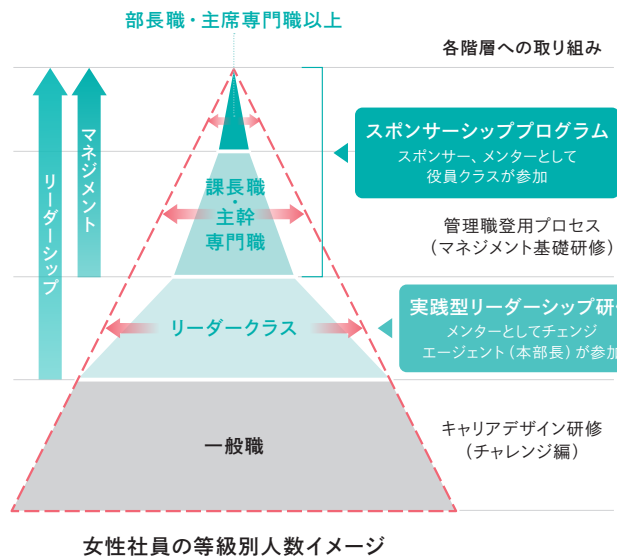 部長職・主席専門職以上
各階層への取り組み
マネジメント
リーダーシップ
スポンサーシッププログラム
スポンサー、メンターとして
役員クラスが参加
課長職
・
主幹
専門職
管理職登用プロセス
（マネジメント基礎研修）
リーダークラス
実践型リーダーシップ研
メンターとしてチェンジ
エージェント（本部長）が参加
一般職
キャリアデザイン研修
（チャレンジ編）
女性社員の等級別人数イメージ